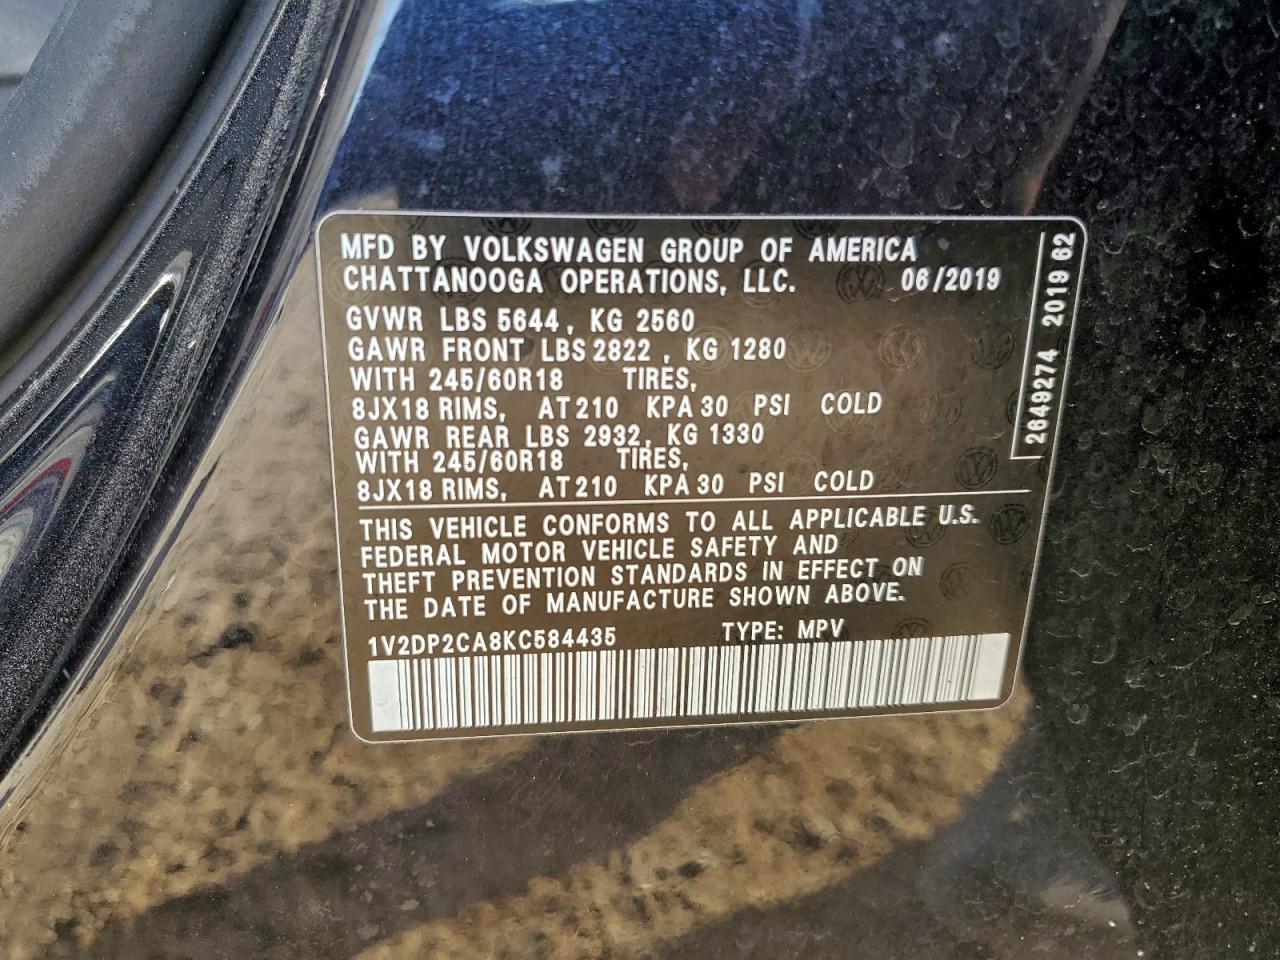 MFD BY VOLKSWAGEN GROUP OF AMERICA
CHATTANOOGA OPERATIONS, LLC. 06/2019
GVWR LBS 5644, KG 2560
GAWR FRONT LBS 2822, KG 1280
WITH 245/60R18 TIRES,
8JX18 RIMS, AT 210 KPA 30 PSI COLD
GAWR REAR LBS 2932, KG 1330
WITH 245/60R18 TIRES,
8JX18 RIMS, AT 210 KPA 30 PSI COLD
THIS VEHICLE CONFORMS TO ALL APPLICABLE U.S.
FEDERAL MOTOR VEHICLE SAFETY AND
THEFT PREVENTION STANDARDS IN EFFECT ON
THE DATE OF MANUFACTURE SHOWN ABOVE.
1V2DP2CA8KC584435 TYPE: MPV
2649274 2019 62